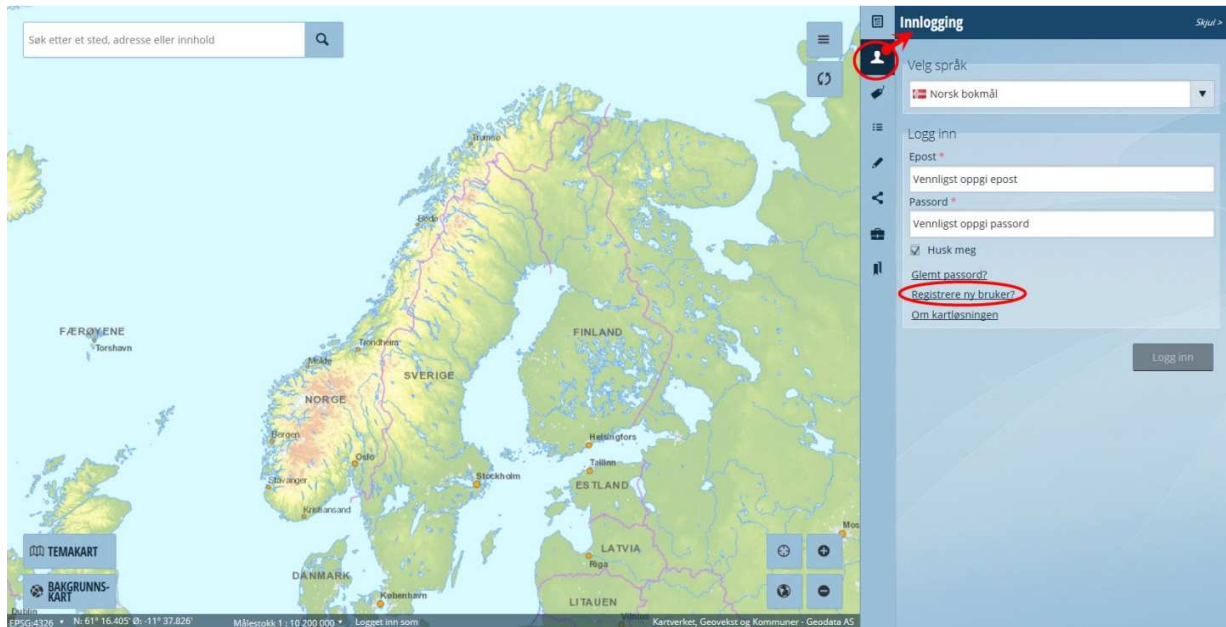 Søk etter et sted, adresse eller innhold
Innlogging
Skjul >
Velg språk
Norsk bokmål
Logg inn
Epost *
Vennligst oppgi epost
Passord *
Vennligst oppgi passord
Husk meg
Glemt passord?
Registrere ny bruker?
Om kartløsningen
Logg inn
Tromsø
Bodø
FÆRØYENE
Torshavn
FINLAND
Trondheim
Molde
SVERIGE
NORGE
Bergen
Helsingfors
Oslo
Tallinn
Stockholm
Stavanger
ESTLAND
Kristiansand
Mos
LATVIA
Riga
DANMARK
København
LITAUEN
Vilnius
Dublin
TEMAKART
BAKGRUNNS-
KART
EPSG:4326
N: 61° 16.405' Ø: -11° 37.826'
Målestokk 1 : 10 200 000
Logget inn som
Kartverket, Geovekst og Kommuner - Geodata AS